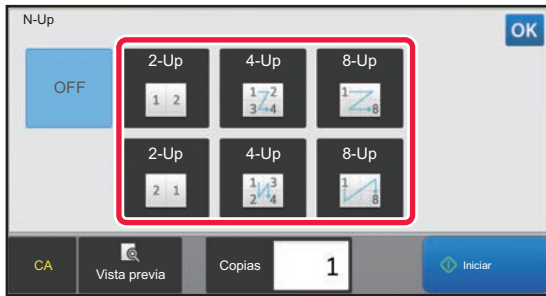 N-Up
OK
OFF
2-Up
4-Up
8-Up
1 2
1 2
3 4
1
8
2-Up
4-Up
8-Up
2 1
1 3
2 4
1
8
CA
Vista previa
Copias
1
Iniciar